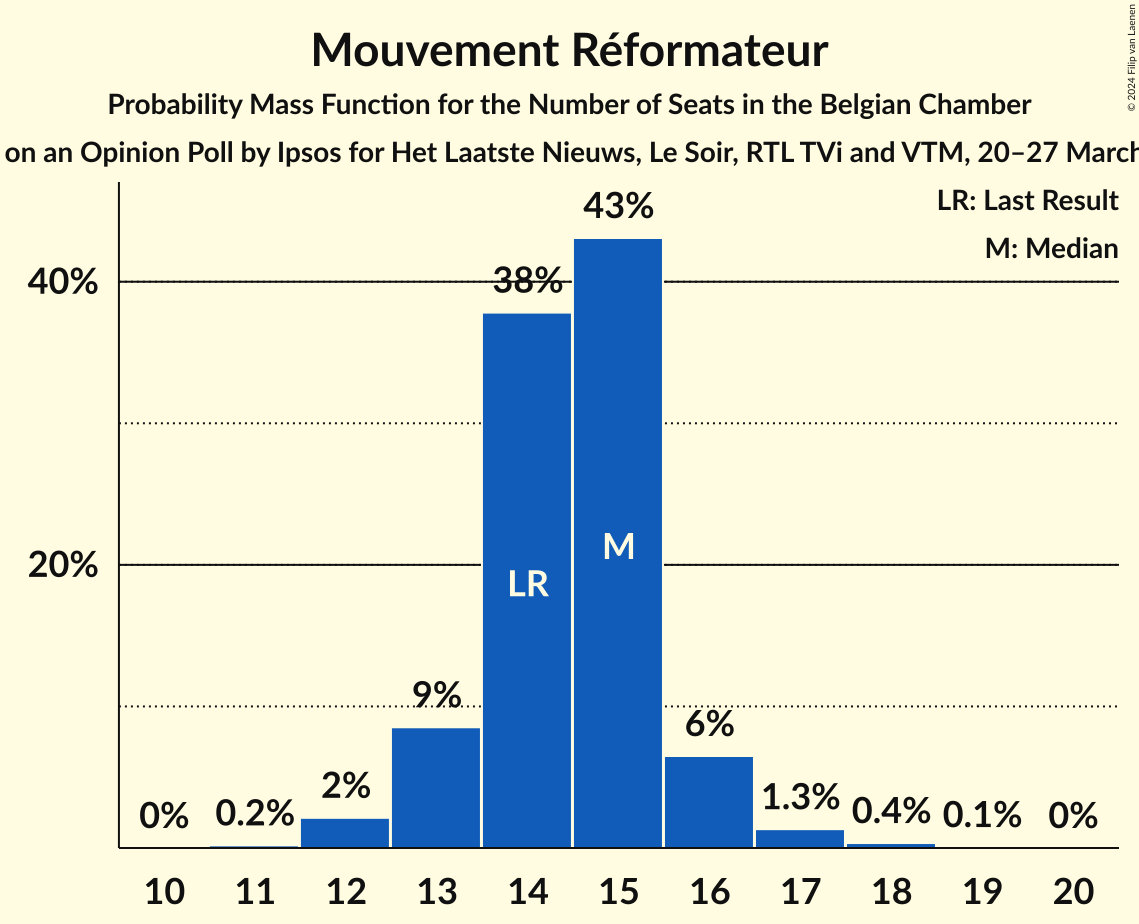 Mouvement Réformateur
Probability Mass Function for the Number of Seats in the Belgian Chamber
on an Opinion Poll by Ipsos for Het Laatste Nieuws, Le Soir, RTL TVi and VTM, 20–27 March
© 2024 Filip van Laenen
LR: Last Result
M: Median
43%
40%
38%
M
20%
LR
9%
6%
2%
1.3%
0%
0.2%
0.4%
0.1%
0%
10 11 12 13 14 15 16 17 18 19 20